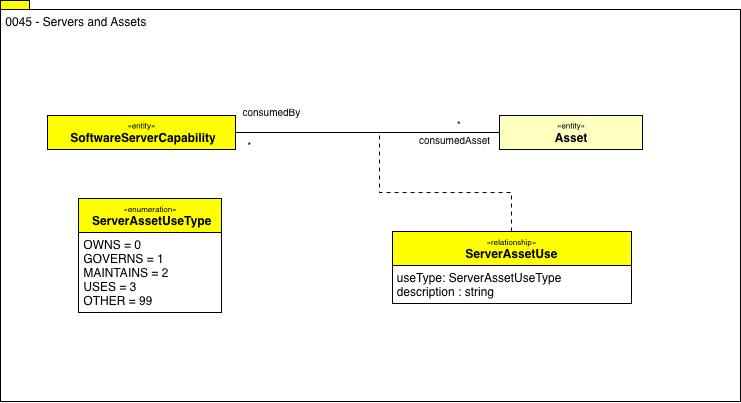 0045 - Servers and Assets
consumedBy
*
«entity»
SoftwareServerCapability
*
consumedAsset
«entity»
Asset
«enumeration»
ServerAssetUseType
OWNS = 0
GOVERNS = 1
MAINTAINS = 2
USES = 3
OTHER = 99
«relationship»
ServerAssetUse
useType: ServerAssetUseType
description : string